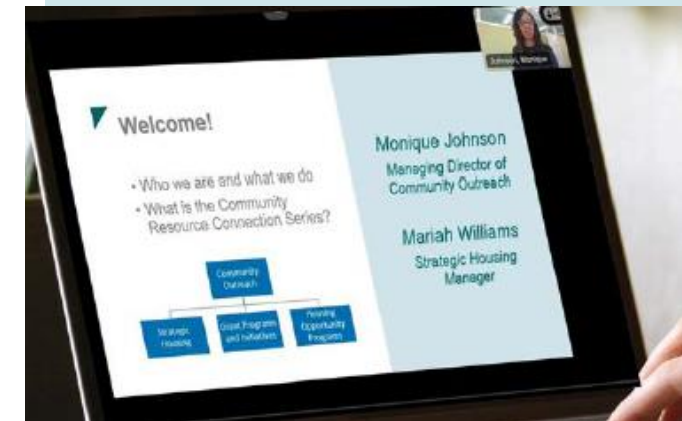 Johnson, Monique
Welcome!
• Who we are and what we do
• What is the Community
Resource Connection Series?
Community
Outreach
Strategic
Housing
Grant Programs
and Initiatives
Housing
Opportunity
Programs
Monique Johnson
Managing Director of
Community Outreach
Mariah Williams
Strategic Housing
Manager